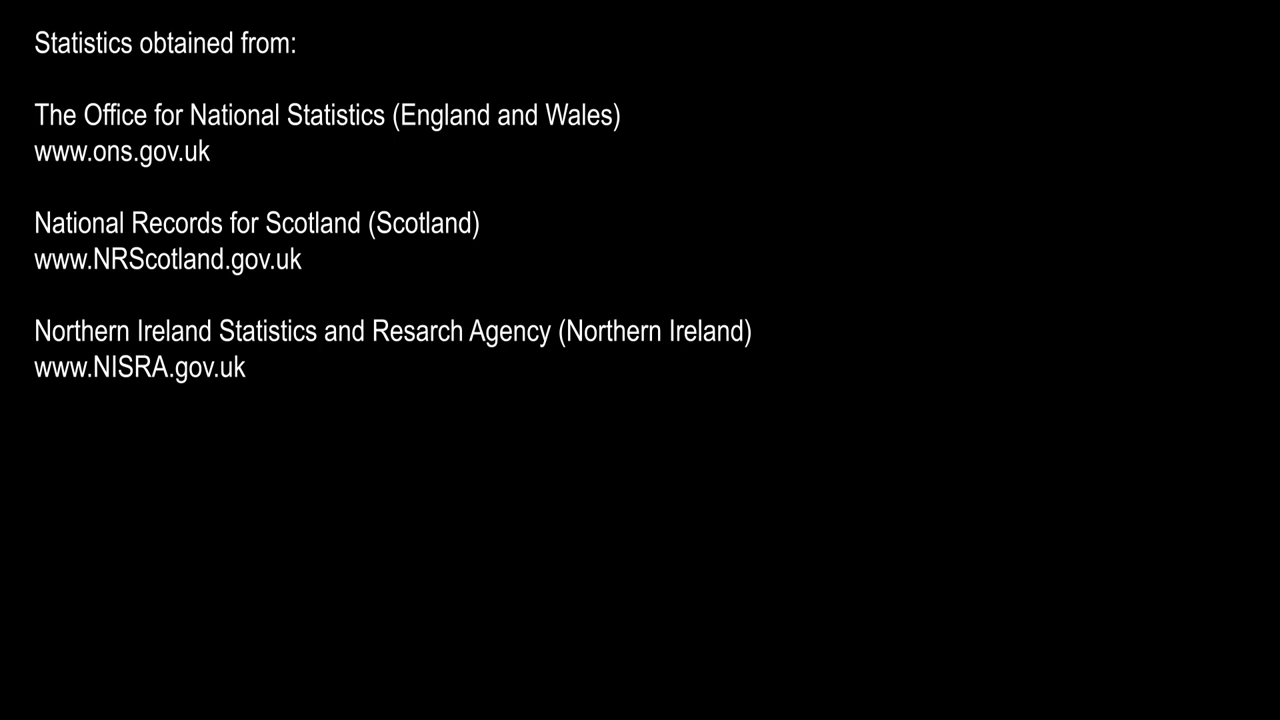 Statistics obtained from:
The Office for National Statistics (England and Wales)
www.ons.gov.uk
National Records for Scotland (Scotland)
www.NRScotland.gov.uk
Northern Ireland Statistics and Resarch Agency (Northern Ireland)
www.NISRA.gov.uk